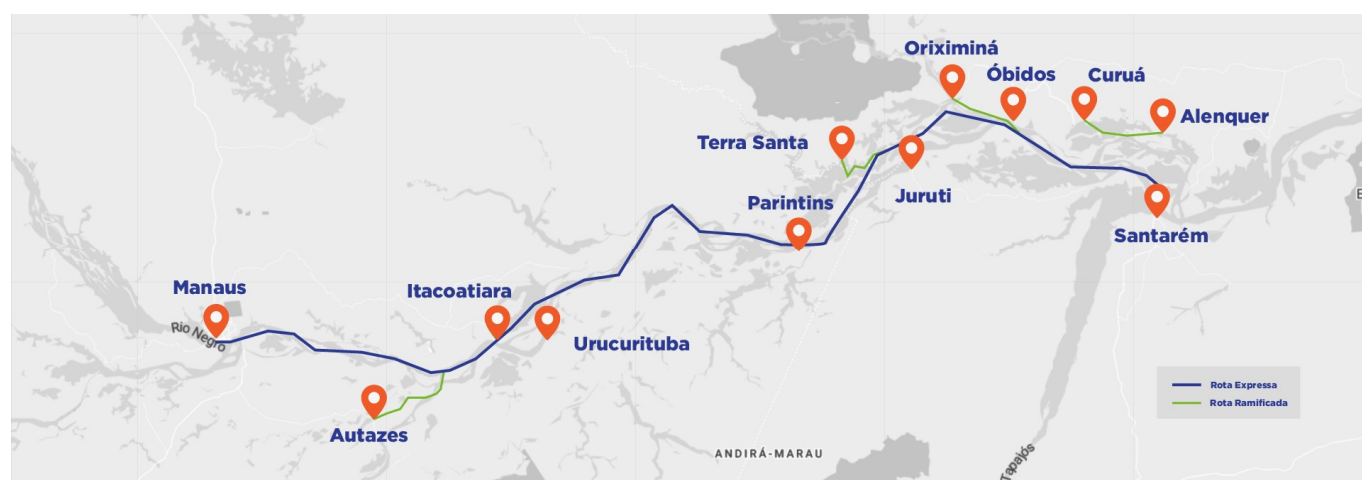 Oriximiná
Óbidos
Curuá
Alenquer
Terra Santa
Juruti
Parintins
Santarém
Manaus
Itacoatiara
Rio Negro
Urucurituba
Autazes
Rota Expressa
Rota Ramificada
ANDIRÁ-MARAU
Tapajós